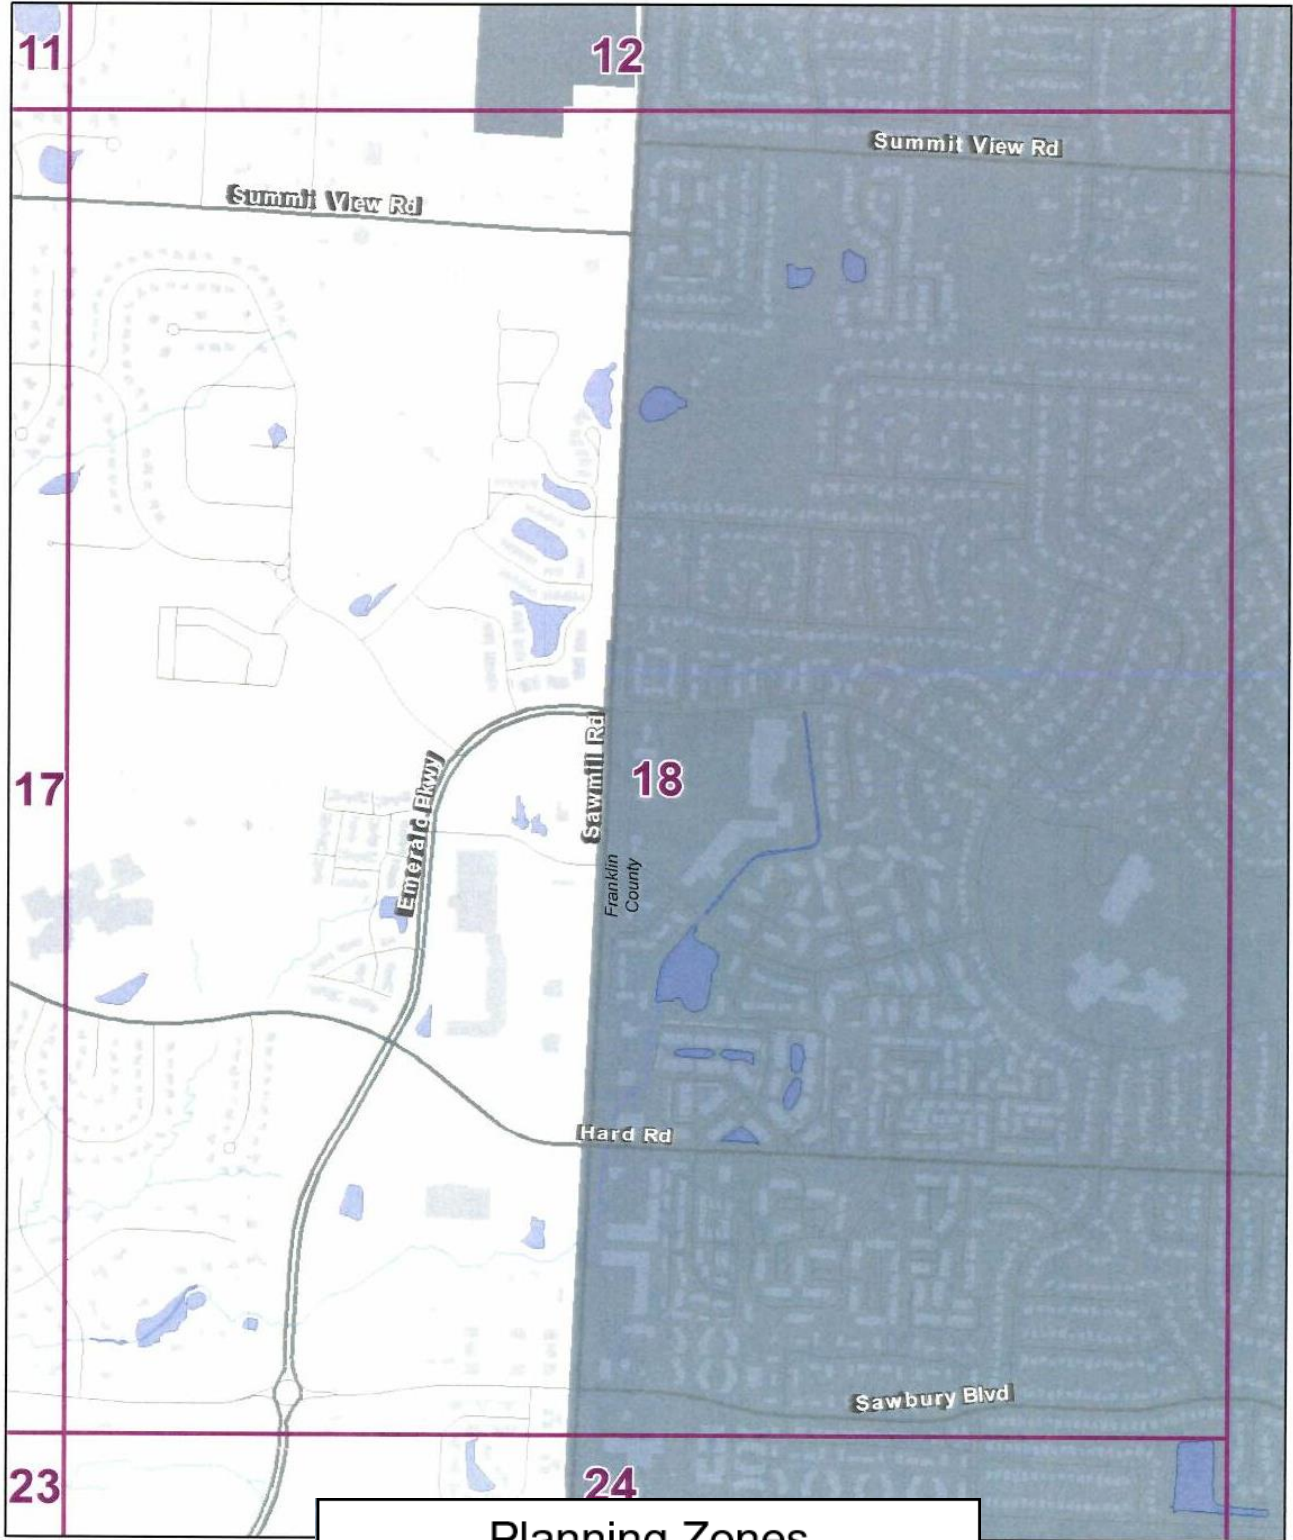 11
12
Summit View Rd
Summit View Rd
17
Emerald Pkwy
Sawmill Rd
18
Franklin
County
Hard Rd
Sawbury Blvd
23
24
Planning Zones